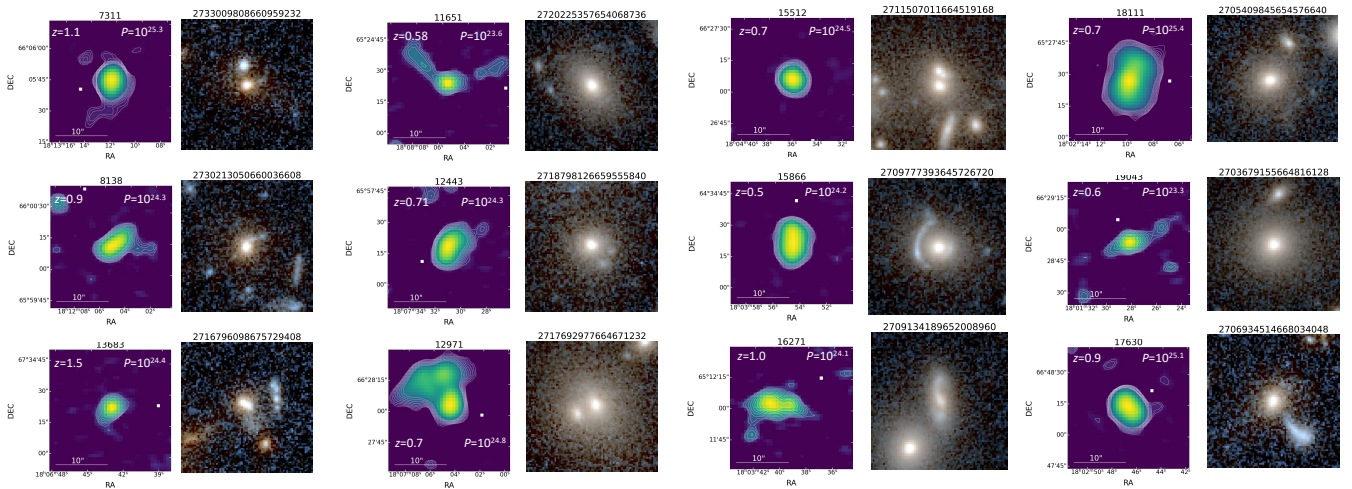 7311
2733009808660959232
z=1.1 P=10^25.3
66°06'00"
05'45"
30"
15"
DEC
10"
18ʰ13ᵐ16ˢ 14ˢ 12ˢ 10ˢ 08ˢ
RA
11651
2720225357654068736
z=0.58 P=10^23.6
65°24'45"
30"
15"
00"
DEC
10"
18ʰ08ᵐ08ˢ 06ˢ 04ˢ 02ˢ
RA
15512
2711507011664519168
z=0.7 P=10^24.5
66°27'30"
15"
00"
26'45"
DEC
10"
18ʰ04ᵐ40ˢ 38ˢ 36ˢ 34ˢ 32ˢ
RA
18111
2705409845654576640
z=0.7 P=10^25.4
65°27'45"
30"
15"
00"
DEC
10"
18ʰ02ᵐ14ˢ 10ˢ 08ˢ 06ˢ
RA
8138
2730213050660036608
z=0.9 P=10^24.3
66°00'30"
15"
00"
65°59'45"
DEC
10"
18ʰ12ᵐ08ˢ 06ˢ 04ˢ 02ˢ
RA
12443
2718798126659555840
z=0.71 P=10^24.3
65°57'45"
30"
15"
00"
DEC
10"
18ʰ07ᵐ34ˢ 32ˢ 30ˢ 28ˢ
RA
15866
2709777393645726720
z=0.5 P=10^24.2
64°34'45"
30"
15"
00"
DEC
10"
18ʰ03ᵐ58ˢ 56ˢ 54ˢ 52ˢ
RA
19043
2703679155664816128
z=0.6 P=10^23.3
66°29'15"
00"
28'45"
30"
DEC
10"
18ʰ01ᵐ32ˢ 30ˢ 28ˢ 26ˢ 24ˢ
RA
13683
2716796098675729408
z=1.5 P=10^24.4
67°34'45"
30"
15"
00"
DEC
10"
18ʰ06ᵐ48ˢ 45ˢ 42ˢ 39ˢ
RA
12971
2717692977664671232
66°28'15"
00"
27'45"
DEC
z=0.7 P=10^24.8
10"
18ʰ07ᵐ08ˢ 06ˢ 04ˢ 02ˢ 00ˢ
RA
16271
2709134189652008960
z=1.0 P=10^24.1
65°12'15"
00"
11'45"
DEC
10"
18ʰ03ᵐ42ˢ 40ˢ 38ˢ 36ˢ
RA
17630
2706934514668034048
z=0.9 P=10^25.1
66°48'30"
15"
00"
47'45"
DEC
10"
18ʰ02ᵐ50ˢ 48ˢ 46ˢ 44ˢ 42ˢ
RA